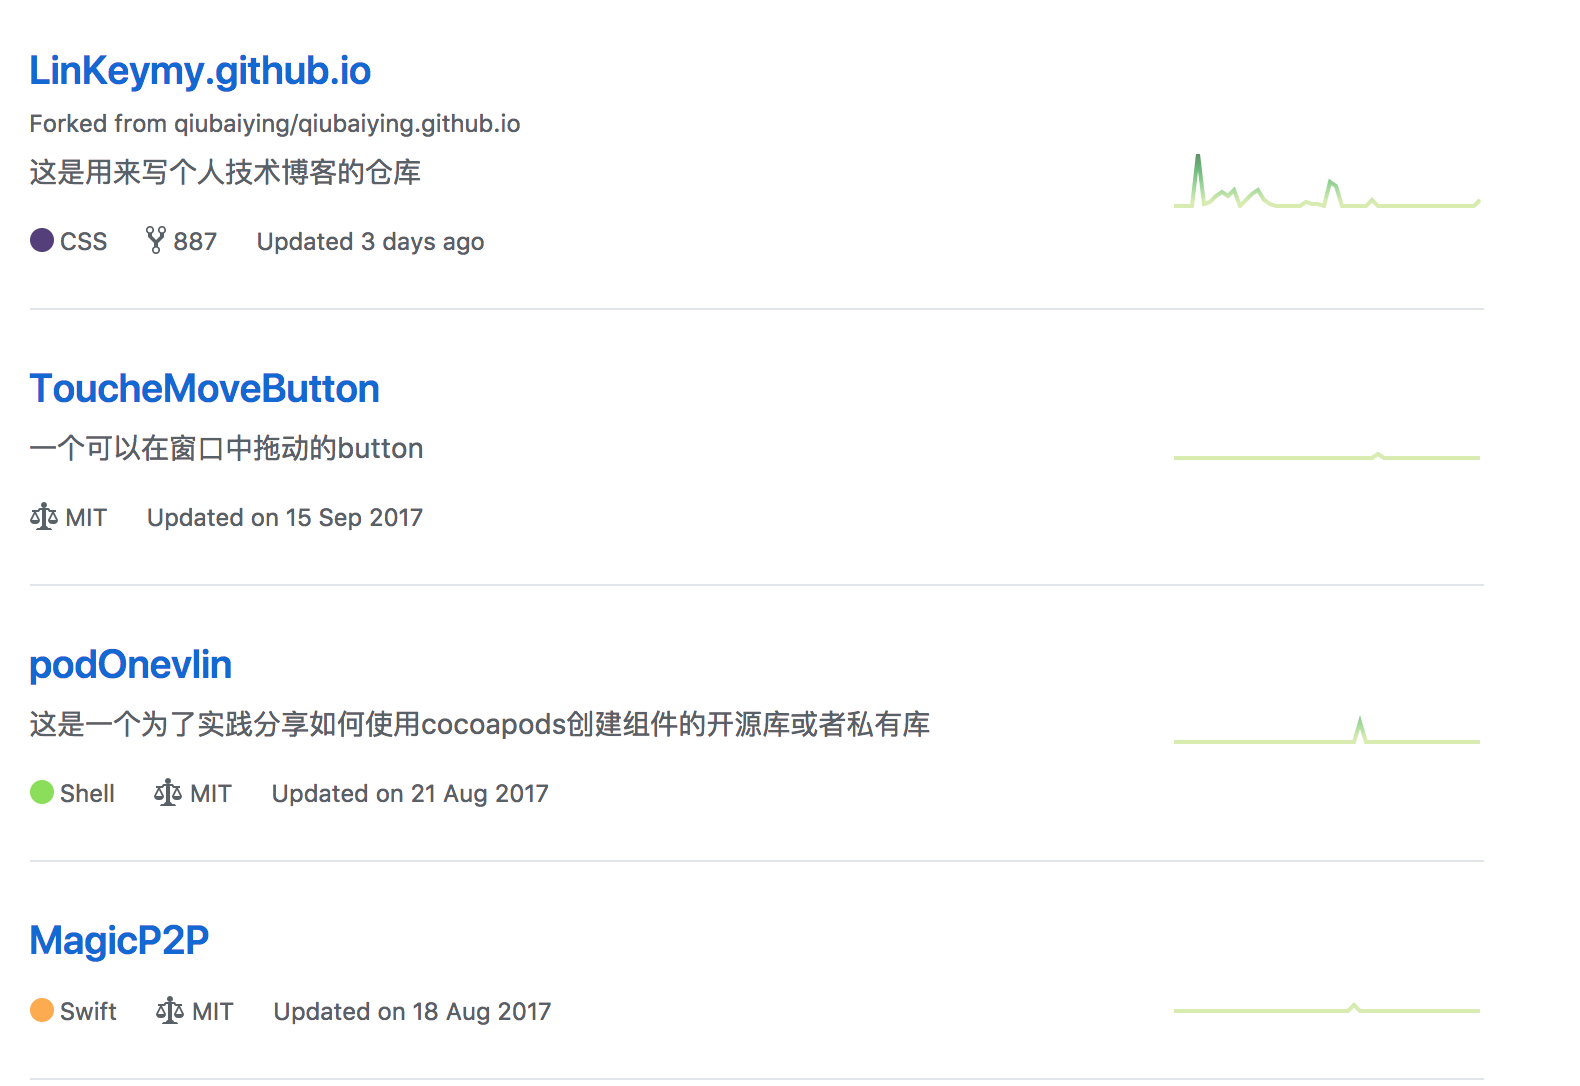 LinKeymy.github.io
Forked from qiubaiying/qiubaiying.github.io
这是用来写个人技术博客的仓库
CSS 887 Updated 3 days ago
ToucheMoveButton
一个可以在窗口中拖动的button
MIT Updated on 15 Sep 2017
podOnevlin
这是一个为了实践分享如何使用cocoapods创建组件的开源库或者私有库
Shell MIT Updated on 21 Aug 2017
MagicP2P
Swift MIT Updated on 18 Aug 2017